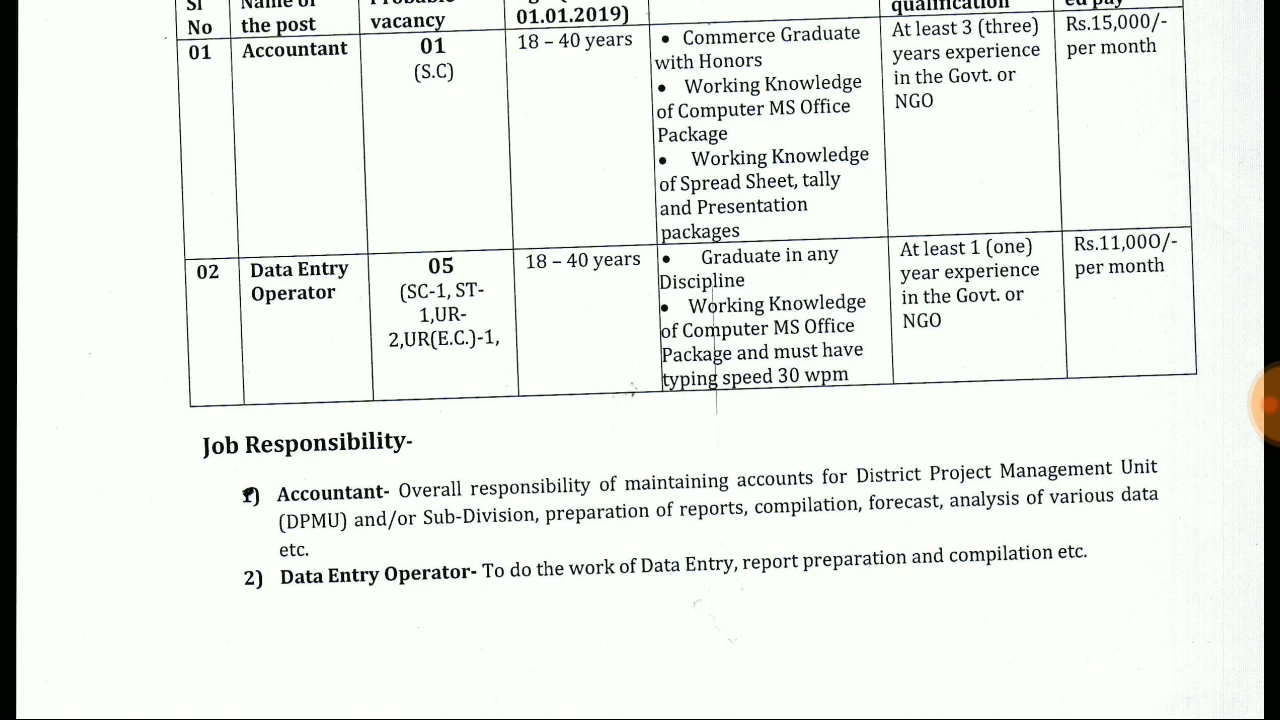 Sl Name of
No the post vacancy 01.01.2019) qualification ed pay
01 Accountant 01 18 – 40 years • Commerce Graduate At least 3 (three) Rs.15,000/-
(S.C) with Honors years experience per month
• Working Knowledge in the Govt. or
of Computer MS Office NGO
Package
• Working Knowledge
of Spread Sheet, tally
and Presentation
packages
02 Data Entry 05 18 – 40 years • Graduate in any At least 1 (one) Rs.11,000/-
Operator (SC-1, ST- Discipline year experience per month
1,UR- • Working Knowledge in the Govt. or
2,UR(E.C.)-1, of Computer MS Office NGO
Package and must have
typing speed 30 wpm
Job Responsibility-
1) Accountant- Overall responsibility of maintaining accounts for District Project Management Unit
(DPMU) and/or Sub-Division, preparation of reports, compilation, forecast, analysis of various data
etc.
2) Data Entry Operator- To do the work of Data Entry, report preparation and compilation etc.